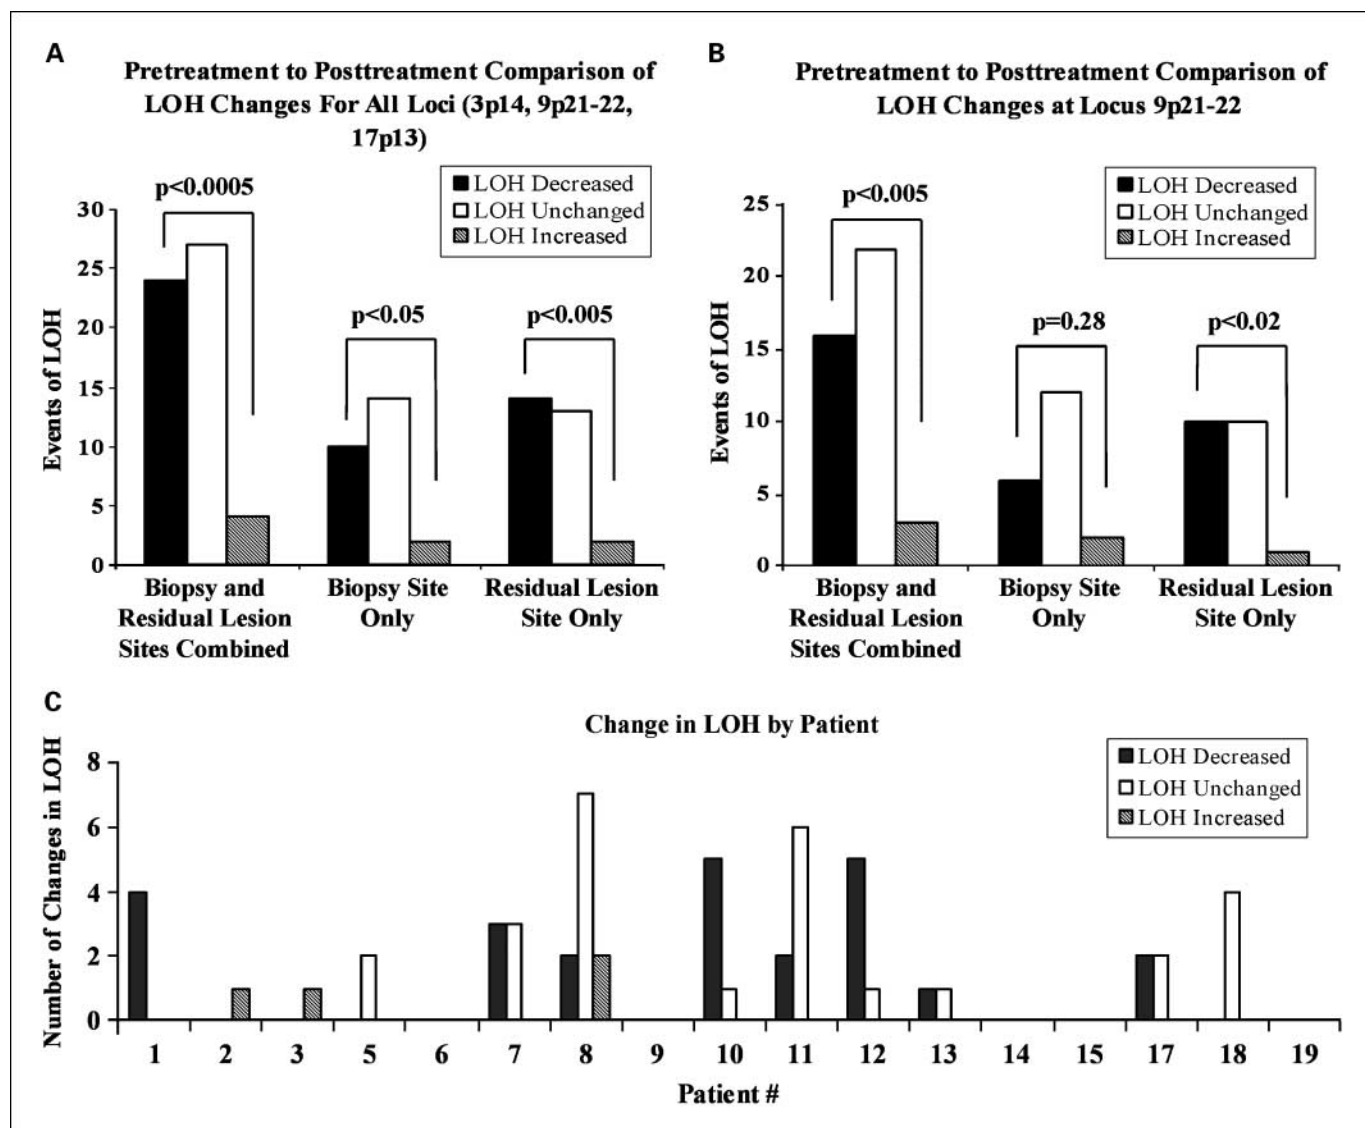 A
Pretreatment to Posttreatment Comparison of
LOH Changes For All Loci (3p14, 9p21-22,
17p13)
LOH Decreased
LOH Unchanged
LOH Increased
p<0.0005
p<0.05
p<0.005
Events of LOH
30
25
20
15
10
5
0
Biopsy and
Residual Lesion
Sites Combined
Biopsy Site
Only
Residual Lesion
Site Only
B
Pretreatment to Posttreatment Comparison of
LOH Changes at Locus 9p21-22
LOH Decreased
LOH Unchanged
LOH Increased
p<0.005
p=0.28
p<0.02
Events of LOH
25
20
15
10
5
0
Biopsy and
Residual Lesion
Sites Combined
Biopsy Site
Only
Residual Lesion
Site Only
C
Change in LOH by Patient
LOH Decreased
LOH Unchanged
LOH Increased
Number of Changes in LOH
8
6
4
2
0
1 2 3 5 6 7 8 9 10 11 12 13 14 15 17 18 19
Patient #